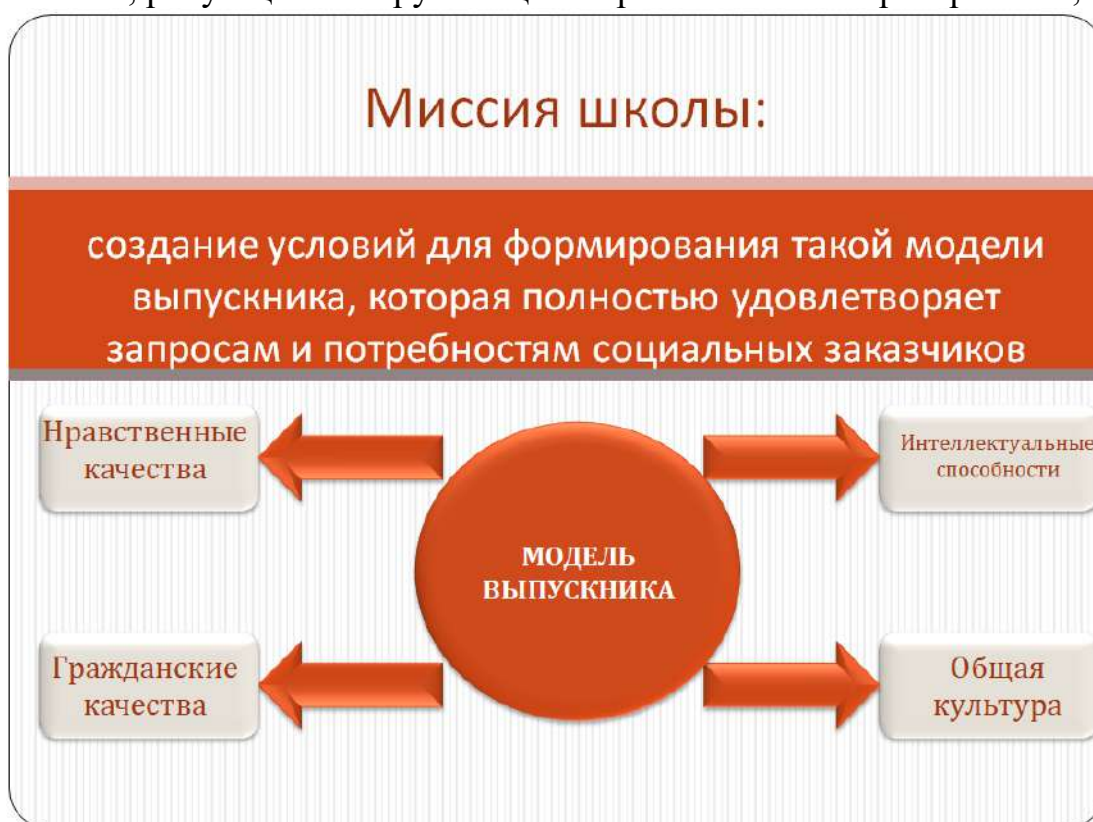 Миссия школы:
создание условий для формирования такой модели
выпускника, которая полностью удовлетворяет
запросам и потребностям социальных заказчиков
Нравственные
качества
Интеллектуальные
способности
МОДЕЛЬ
ВЫПУСКНИКА
Гражданские
качества
Общая
культура